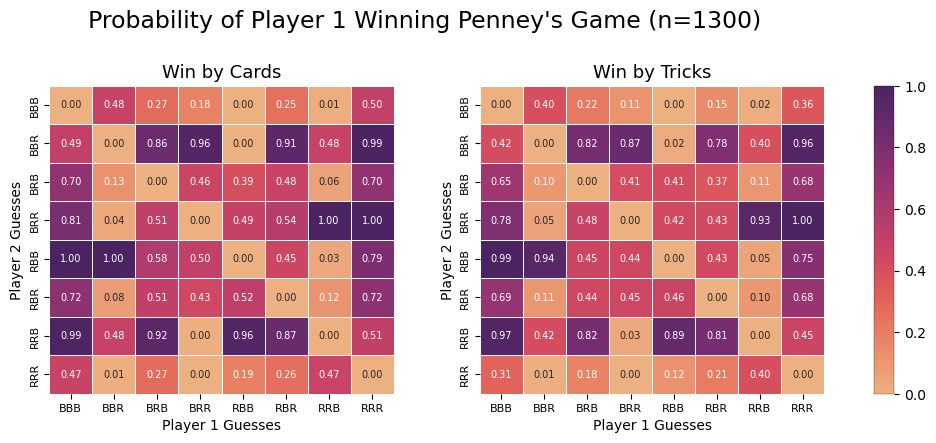 Probability of Player 1 Winning Penney's Game (n=1300)
Win by Cards
Player 2 Guesses
BBB 0.00 0.48 0.27 0.18 0.00 0.25 0.01 0.50
BBR 0.49 0.00 0.86 0.96 0.00 0.91 0.48 0.99
BRB 0.70 0.13 0.00 0.46 0.39 0.48 0.06 0.70
BRR 0.81 0.04 0.51 0.00 0.49 0.54 1.00 1.00
RBB 1.00 1.00 0.58 0.50 0.00 0.45 0.03 0.79
RBR 0.72 0.08 0.51 0.43 0.52 0.00 0.12 0.72
RRB 0.99 0.48 0.92 0.00 0.96 0.87 0.00 0.51
RRR 0.47 0.01 0.27 0.00 0.19 0.26 0.47 0.00
BBB BBR BRB BRR RBB RBR RRB RRR
Player 1 Guesses
Win by Tricks
Player 2 Guesses
BBB 0.00 0.40 0.22 0.11 0.00 0.15 0.02 0.36
BBR 0.42 0.00 0.82 0.87 0.02 0.78 0.40 0.96
BRB 0.65 0.10 0.00 0.41 0.41 0.37 0.11 0.68
BRR 0.78 0.05 0.48 0.00 0.42 0.43 0.93 1.00
RBB 0.99 0.94 0.45 0.44 0.00 0.43 0.05 0.75
RBR 0.69 0.11 0.44 0.45 0.46 0.00 0.10 0.68
RRB 0.97 0.42 0.82 0.03 0.89 0.81 0.00 0.45
RRR 0.31 0.01 0.18 0.00 0.12 0.21 0.40 0.00
BBB BBR BRB BRR RBB RBR RRB RRR
Player 1 Guesses
1.0
0.8
0.6
0.4
0.2
0.0